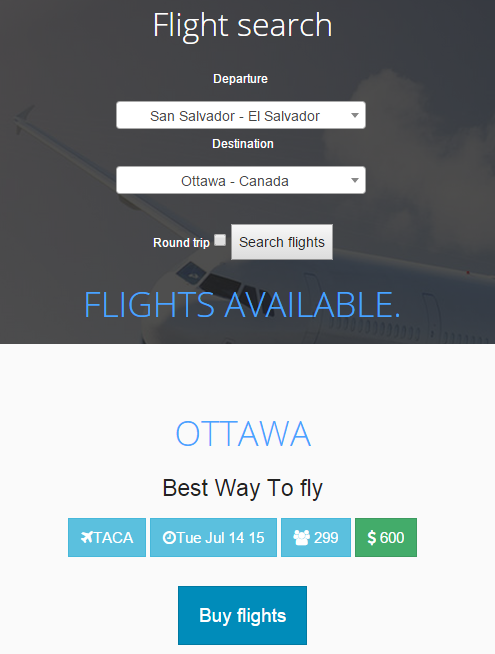 Flight search
Departure
San Salvador - El Salvador
Destination
Ottawa - Canada
Round trip Search flights
FLIGHTS AVAILABLE.
OTTAWA
Best Way To fly
TACA Tue Jul 14 15 299 $ 600
Buy flights